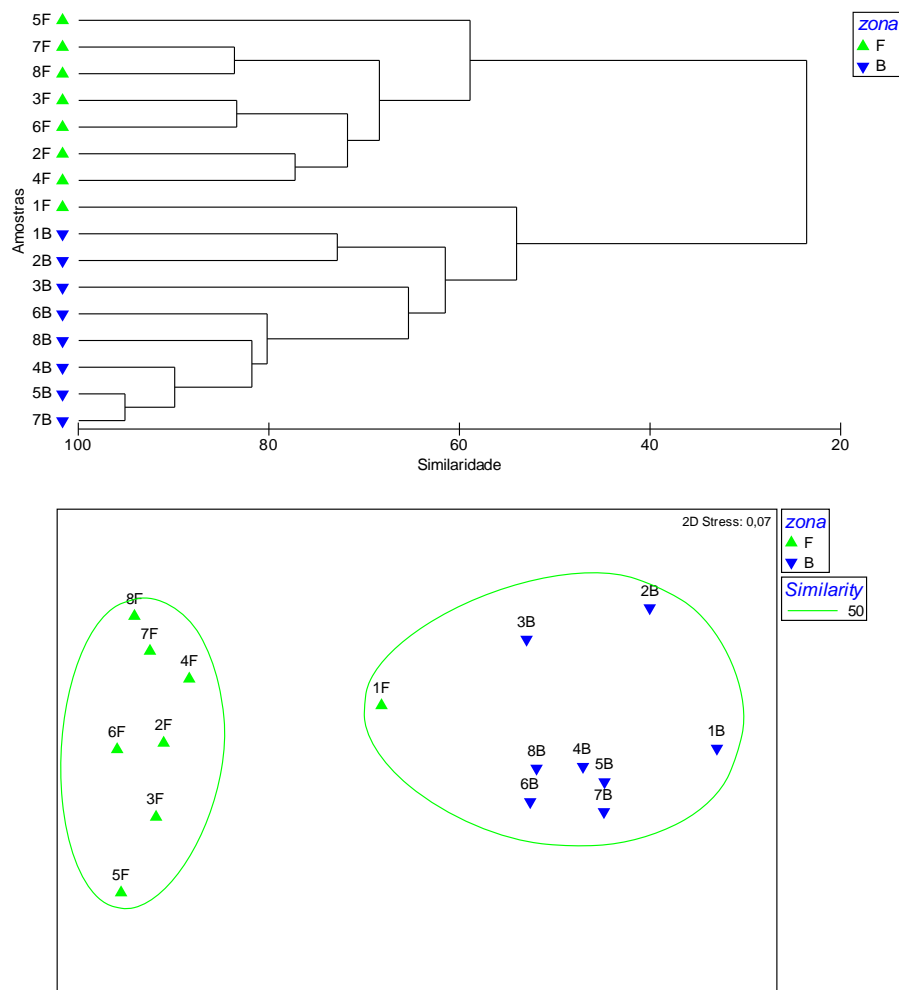 5F
7F
8F
3F
6F
2F
4F
1F
1B
2B
3B
6B
8B
4B
5B
7B
Amostras
100 80 60 40 20
Similaridade
zona
F
B
2D Stress: 0,07
zona
F
B
Similarity
50
8F
7F
4F
6F
2F
3F
5F
2B
3B
1F
1B
8B
4B
5B
6B
7B